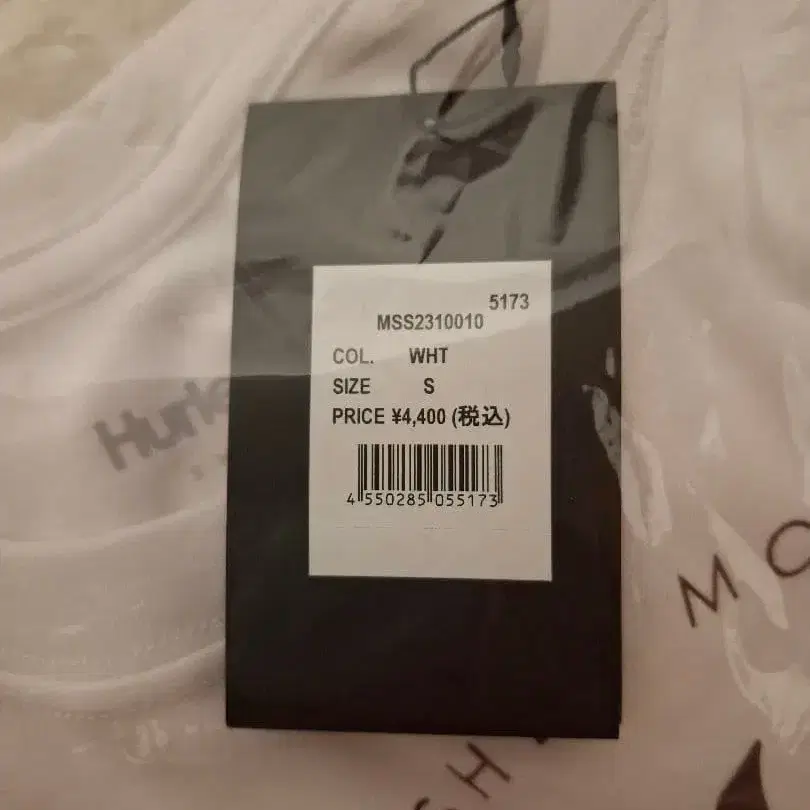 5173
MSS2310010
COL. WHT
SIZE S
PRICE ¥4,400 (税込)
4 550285 055173